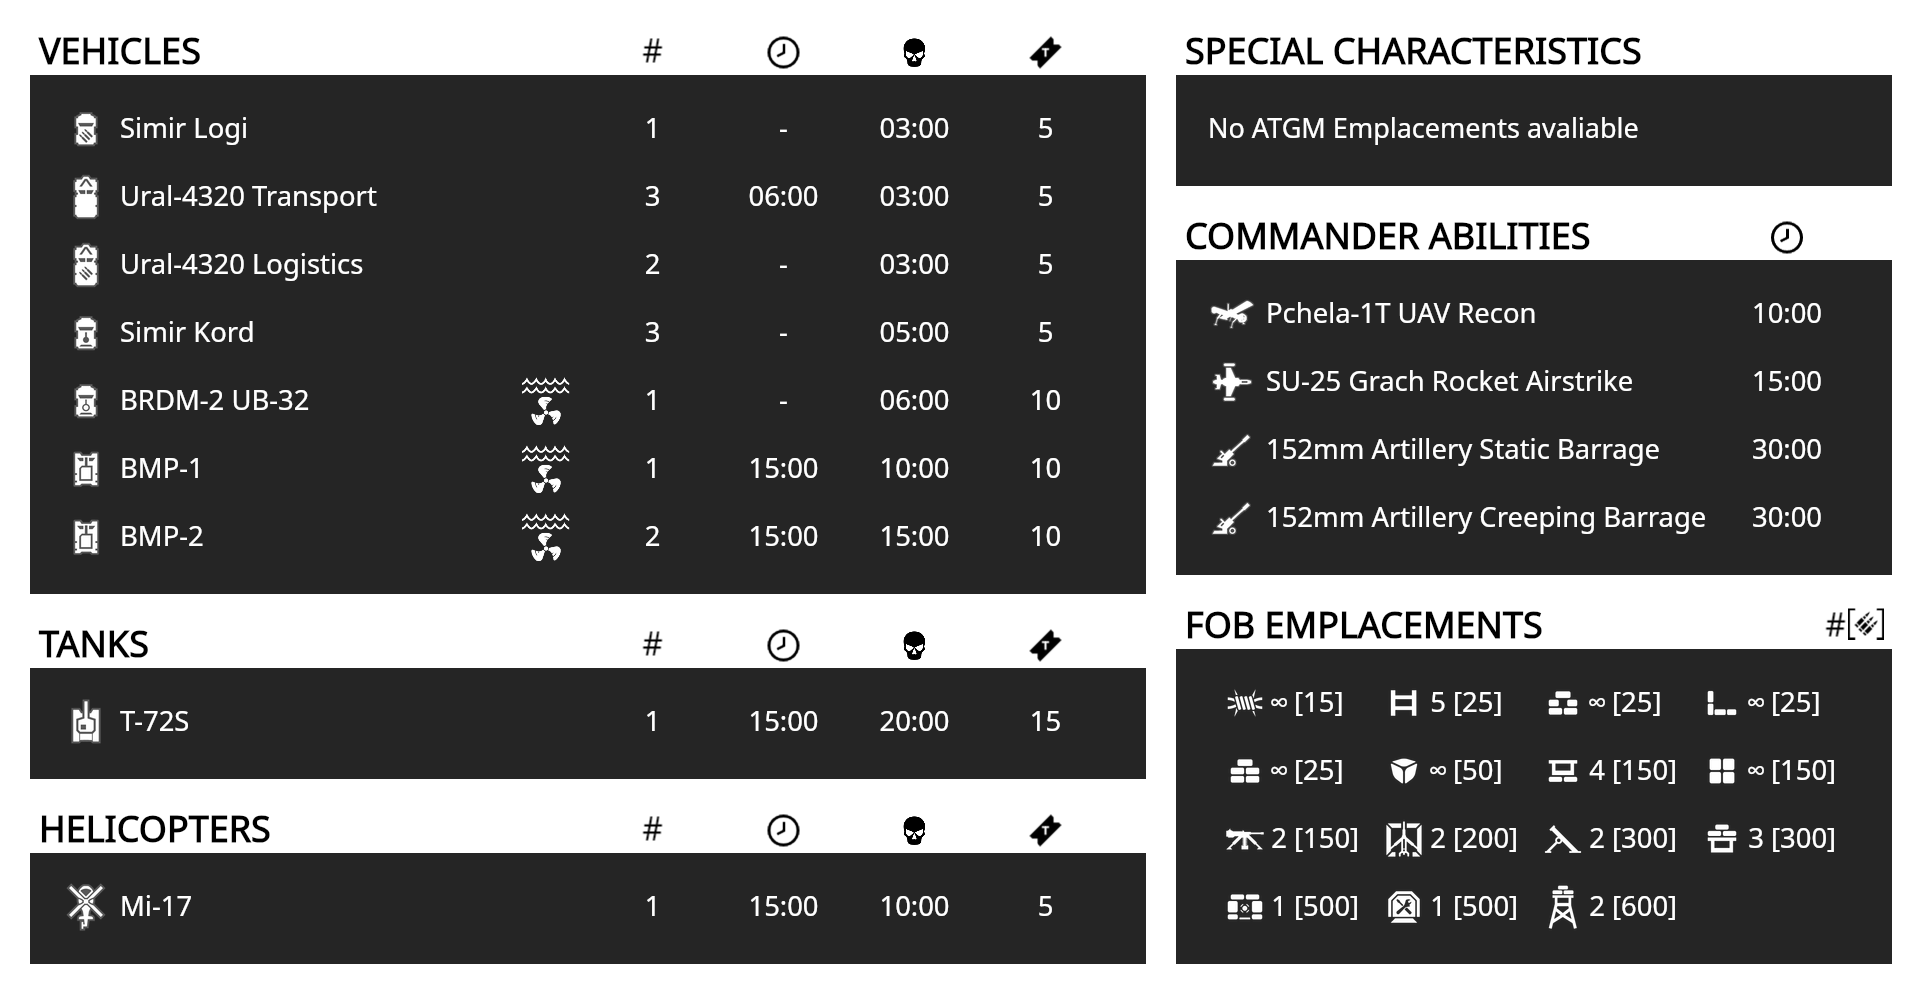 VEHICLES #
Simir Logi 1 - 03:00 5
Ural-4320 Transport 3 06:00 03:00 5
Ural-4320 Logistics 2 - 03:00 5
Simir Kord 3 - 05:00 5
BRDM-2 UB-32 1 - 06:00 10
BMP-1 1 15:00 10:00 10
BMP-2 2 15:00 15:00 10
TANKS #
T-72S 1 15:00 20:00 15
HELICOPTERS #
Mi-17 1 15:00 10:00 5
SPECIAL CHARACTERISTICS
No ATGM Emplacements avaliable
COMMANDER ABILITIES
Pchela-1T UAV Recon 10:00
SU-25 Grach Rocket Airstrike 15:00
152mm Artillery Static Barrage 30:00
152mm Artillery Creeping Barrage 30:00
FOB EMPLACEMENTS #[ ]
∞ [15] 5 [25] ∞ [25] ∞ [25]
∞ [25] ∞ [50] 4 [150] ∞ [150]
2 [150] 2 [200] 2 [300] 3 [300]
1 [500] 1 [500] 2 [600]